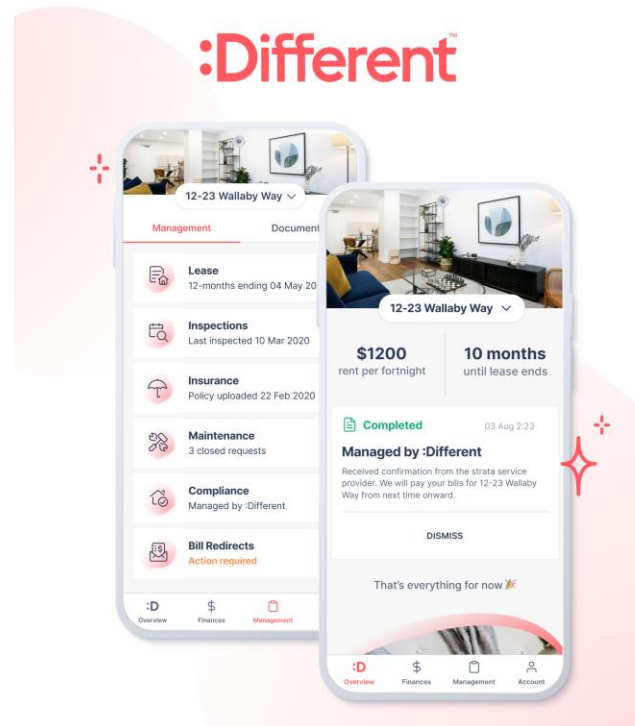 :Different™
12-23 Wallaby Way
Management Document
Lease
12-months ending 04 May 20
Inspections
Last inspected 10 Mar 2020
Insurance
Policy uploaded 22 Feb 2020
Maintenance
3 closed requests
Compliance
Managed by :Different
Bill Redirects
Action required
:D $
Overview Finances Management
12-23 Wallaby Way
$1200 10 months
rent per fortnight until lease ends
Completed 03 Aug 2:23
Managed by :Different
Received confirmation from the strata service
provider. We will pay your bills for 12-23 Wallaby
Way from next time onward.
DISMISS
That's everything for now 🎉
:D $
Overview Finances Management Account